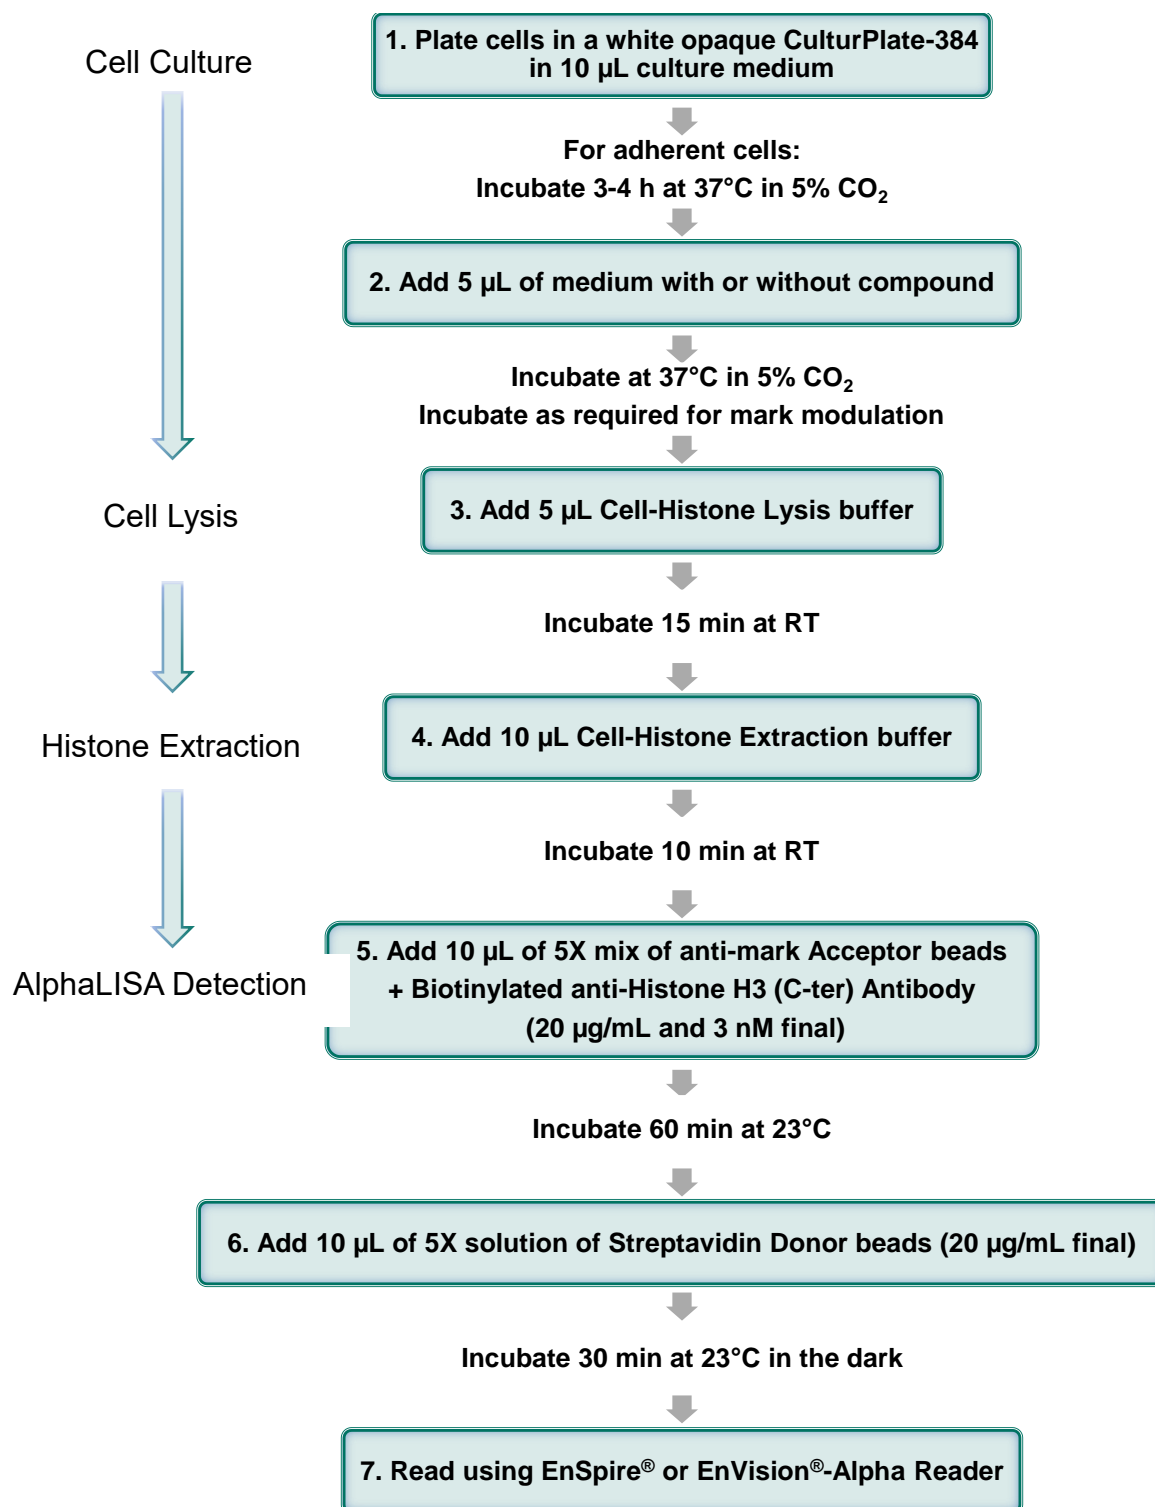 Cell Culture
1. Plate cells in a white opaque CulturPlate-384
in 10 µL culture medium
For adherent cells:
Incubate 3-4 h at 37°C in 5% CO₂
2. Add 5 µL of medium with or without compound
Incubate at 37°C in 5% CO₂
Incubate as required for mark modulation
Cell Lysis
3. Add 5 µL Cell-Histone Lysis buffer
Incubate 15 min at RT
Histone Extraction
4. Add 10 µL Cell-Histone Extraction buffer
Incubate 10 min at RT
AlphaLISA Detection
5. Add 10 µL of 5X mix of anti-mark Acceptor beads
+ Biotinylated anti-Histone H3 (C-ter) Antibody
(20 µg/mL and 3 nM final)
Incubate 60 min at 23°C
6. Add 10 µL of 5X solution of Streptavidin Donor beads (20 µg/mL final)
Incubate 30 min at 23°C in the dark
7. Read using EnSpire® or EnVision®-Alpha Reader